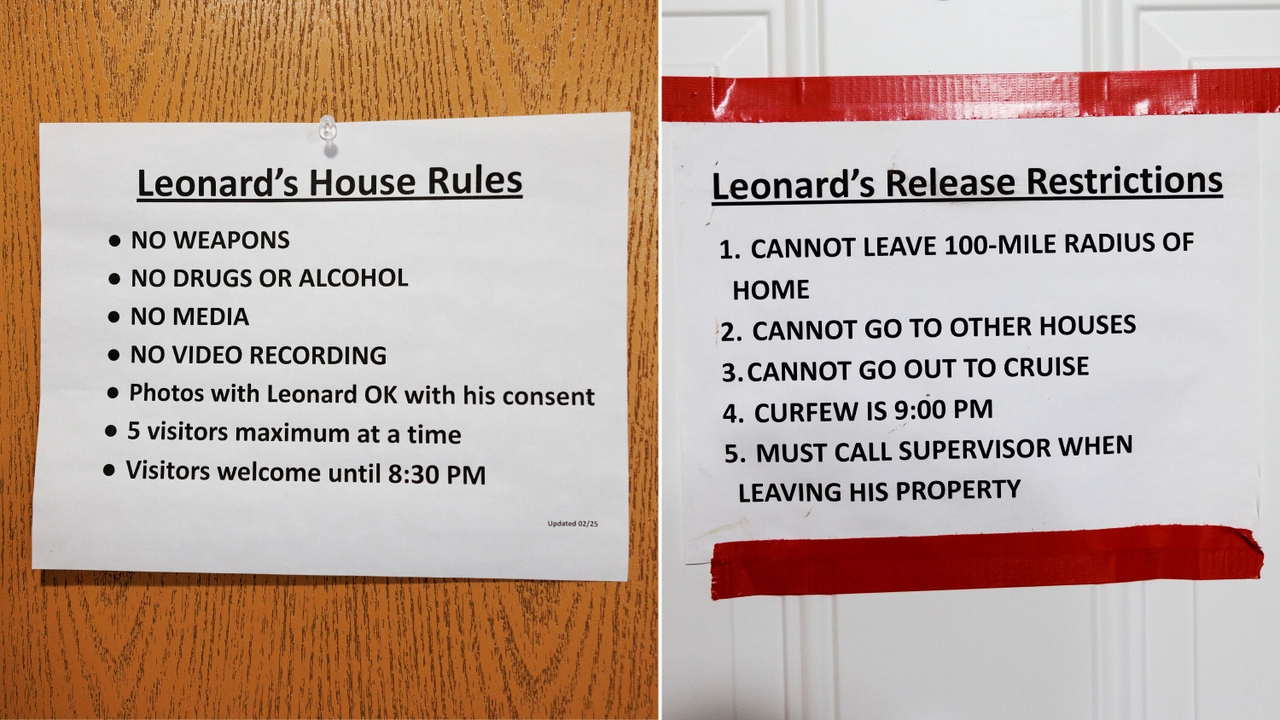 Leonard’s House Rules
● NO WEAPONS
● NO DRUGS OR ALCOHOL
● NO MEDIA
● NO VIDEO RECORDING
● Photos with Leonard OK with his consent
● 5 visitors maximum at a time
● Visitors welcome until 8:30 PM
Updated 02/25
Leonard’s Release Restrictions
1. CANNOT LEAVE 100-MILE RADIUS OF
HOME
2. CANNOT GO TO OTHER HOUSES
3. CANNOT GO OUT TO CRUISE
4. CURFEW IS 9:00 PM
5. MUST CALL SUPERVISOR WHEN
LEAVING HIS PROPERTY